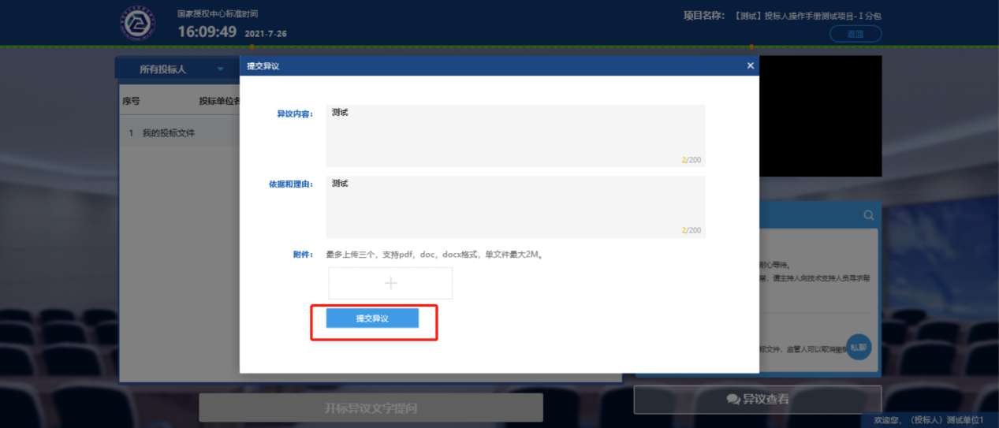 国家授权中心标准时间
16:09:49 2021-7-26
项目名称： 【测试】投标人操作手册测试项目-Ⅰ分包
返回
所有投标人
提交异议
序号 投标单位名
1 我的投标文件
异议内容：
测试
2/200
依据和理由：
测试
2/200
附件： 最多上传三个，支持pdf，doc，docx格式，单文件最大2M。
提交异议
耐心等待。
常，请主持人向技术支持人员寻求帮
标文件，监管人可以取消撤
私聊
开标异议文字提问
异议查看
欢迎您，（投标人）测试单位1